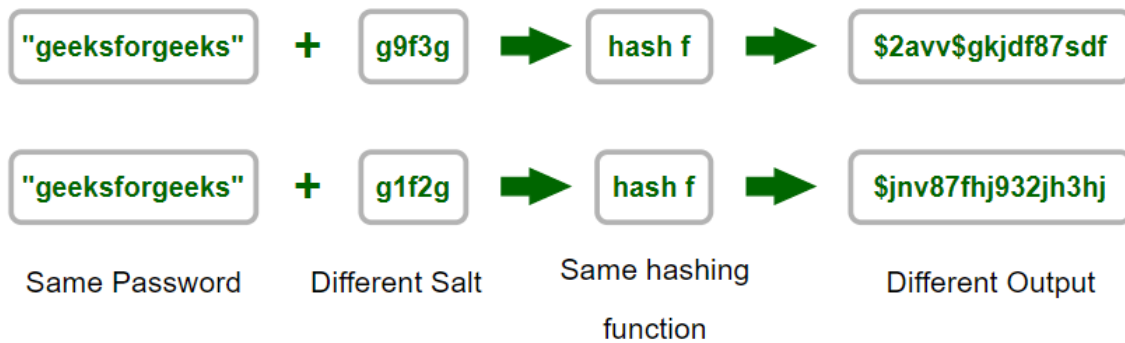 "geeksforgeeks" + g9f3g hash f $2avv$gkjdf87sdf
"geeksforgeeks" + g1f2g hash f $jnv87fhj932jh3hj
Same Password Different Salt Same hashing function Different Output